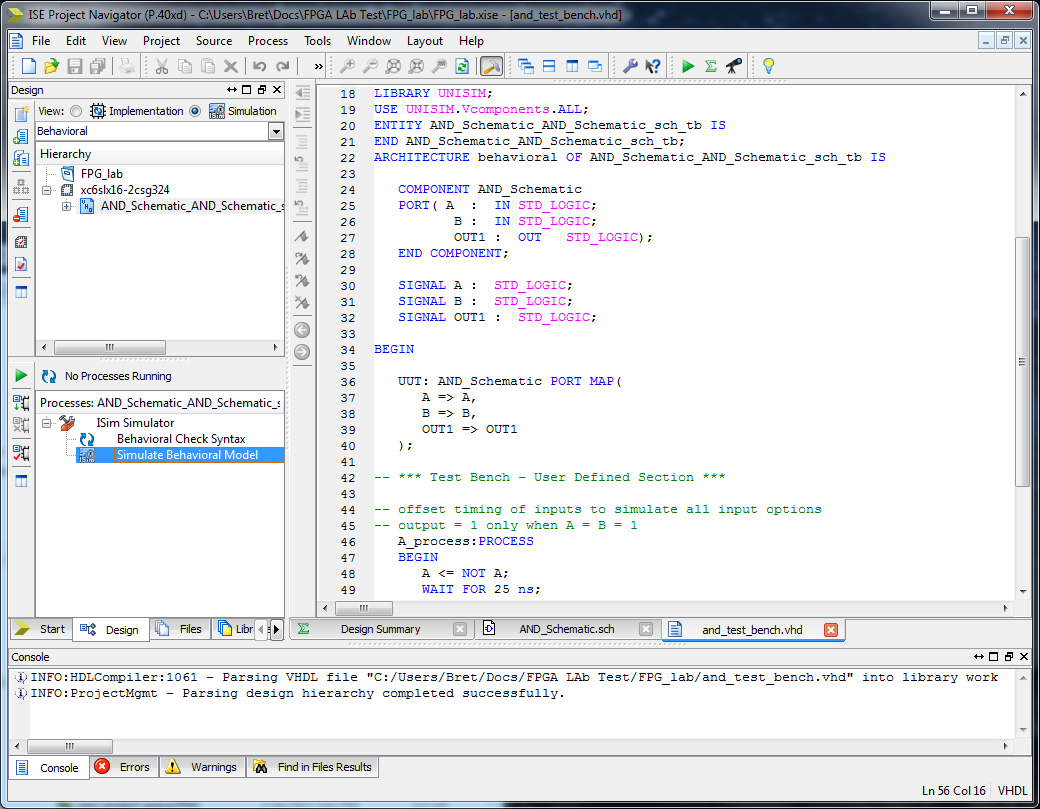 ISE Project Navigator (P.40xd) - C:\Users\Bret\Docs\FPGA LAb Test\FPG_lab\FPG_lab.xise - [and_test_bench.vhd]
File Edit View Project Source Process Tools Window Layout Help
»
Design
View: Implementation Simulation
Behavioral
Hierarchy
FPG_lab
xc6slx16-2csg324
AND_Schematic_AND_Schematic_s
No Processes Running
Processes: AND_Schematic_AND_Schematic_s
ISim Simulator
Behavioral Check Syntax
Simulate Behavioral Model
18 LIBRARY UNISIM;
19 USE UNISIM.Vcomponents.ALL;
20 ENTITY AND_Schematic_AND_Schematic_sch_tb IS
21 END AND_Schematic_AND_Schematic_sch_tb;
22 ARCHITECTURE behavioral OF AND_Schematic_AND_Schematic_sch_tb IS
23
24 COMPONENT AND_Schematic
25 PORT( A : IN STD_LOGIC;
26 B : IN STD_LOGIC;
27 OUT1 : OUT STD_LOGIC);
28 END COMPONENT;
29
30 SIGNAL A : STD_LOGIC;
31 SIGNAL B : STD_LOGIC;
32 SIGNAL OUT1 : STD_LOGIC;
33
34 BEGIN
35
36 UUT: AND_Schematic PORT MAP(
37 A => A,
38 B => B,
39 OUT1 => OUT1
40 );
41
42 -- *** Test Bench - User Defined Section ***
43
44 -- offset timing of inputs to simulate all input options
45 -- output = 1 only when A = B = 1
46 A_process:PROCESS
47 BEGIN
48 A <= NOT A;
49 WAIT FOR 25 ns;
Start Design Files Libr
Design Summary AND_Schematic.sch and_test_bench.vhd
Console
INFO:HDLCompiler:1061 - Parsing VHDL file "C:/Users/Bret/Docs/FPGA LAb Test/FPG_lab/and_test_bench.vhd" into library work
INFO:ProjectMgmt - Parsing design hierarchy completed successfully.
Console Errors Warnings Find in Files Results
Ln 56 Col 16 VHDL